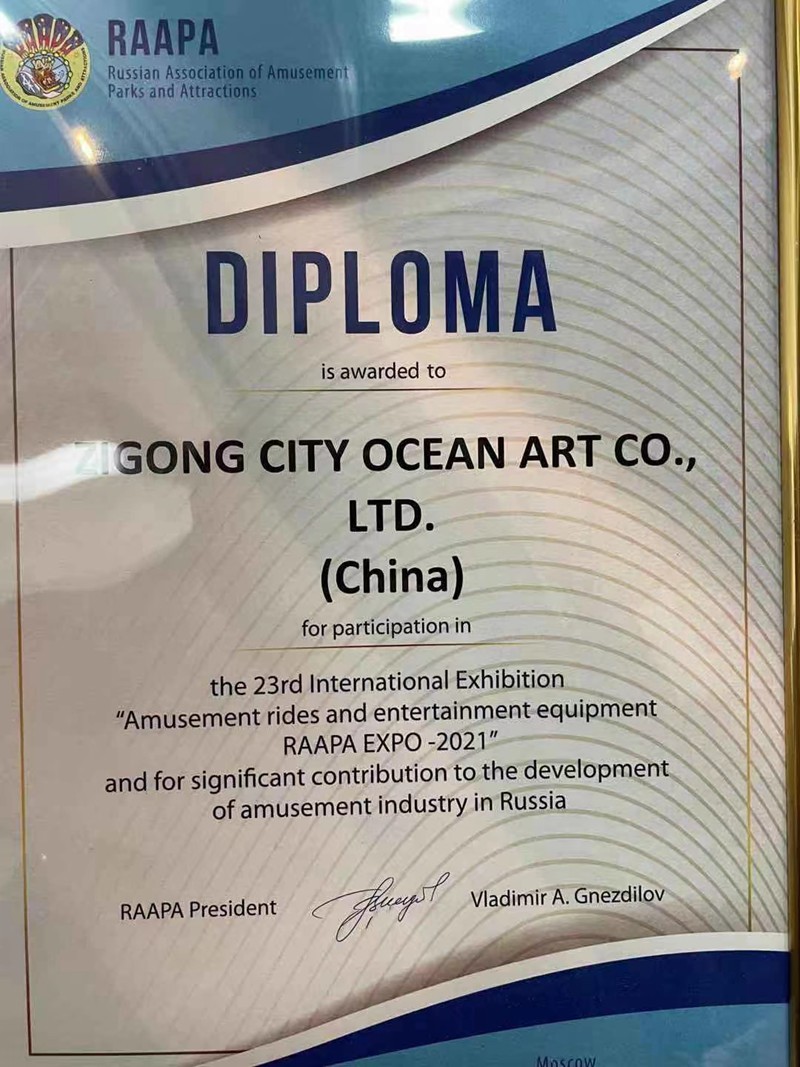 RAAPA
Russian Association of Amusement
Parks and Attractions
DIPLOMA
is awarded to
ZIGONG CITY OCEAN ART CO.,
LTD.
(China)
for participation in
the 23rd International Exhibition
“Amusement rides and entertainment equipment
RAAPA EXPO -2021”
and for significant contribution to the development
of amusement industry in Russia
RAAPA President
Vladimir A. Gnezdilov
Moscow